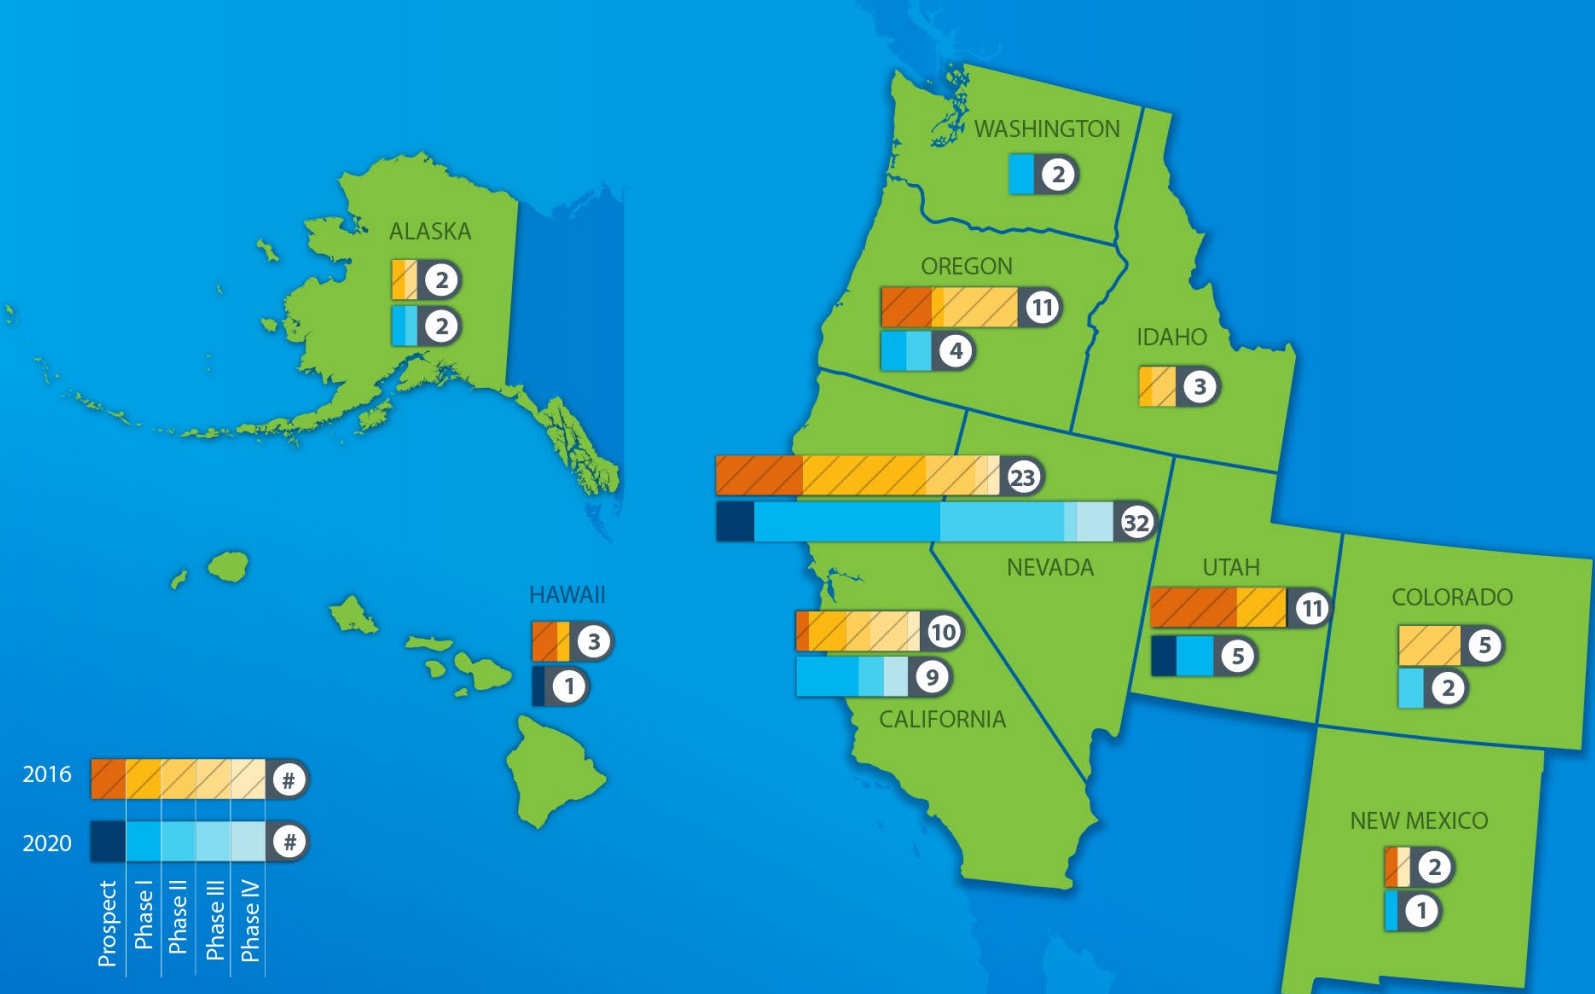 WASHINGTON
2
ALASKA
2
2
OREGON
11
4
IDAHO
3
23
32
NEVADA
UTAH
11
5
COLORADO
5
2
HAWAII
3
1
10
9
CALIFORNIA
NEW MEXICO
2
1
2016
#
2020
#
Prospect
Phase I
Phase II
Phase III
Phase IV